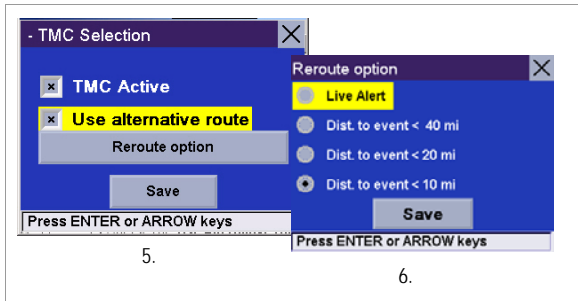 - TMC Selection
TMC Active
Use alternative route
Reroute option
Save
Press ENTER or ARROW keys
5.
Reroute option
Live Alert
Dist. to event < 40 mi
Dist. to event < 20 mi
Dist. to event < 10 mi
Save
Press ENTER or ARROW keys
6.